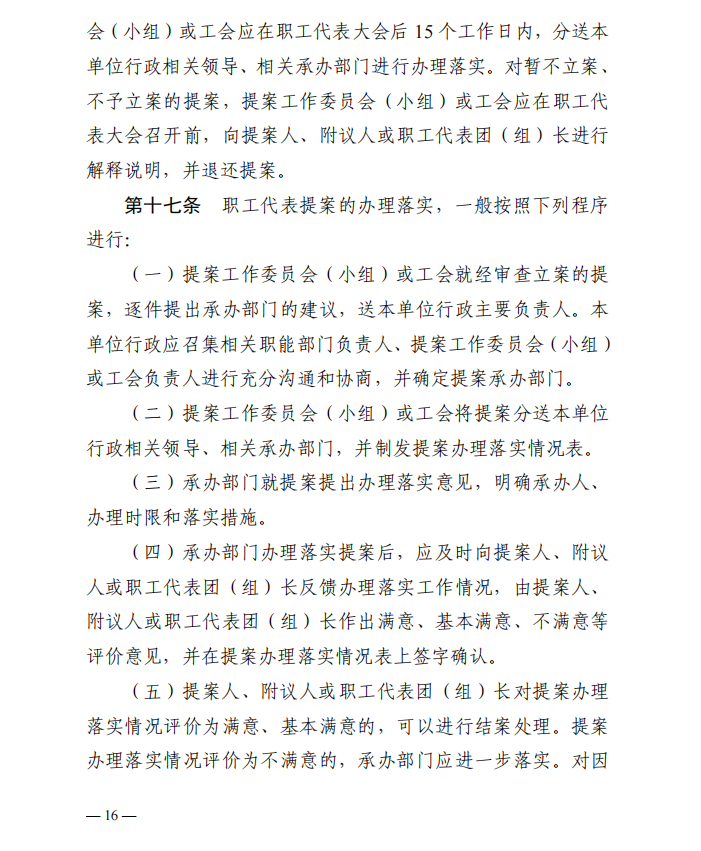 会（小组）或工会应在职工代表大会后 15 个工作日内，分送本
单位行政相关领导、相关承办部门进行办理落实。对暂不立案、
不予立案的提案，提案工作委员会（小组）或工会应在职工代
表大会召开前，向提案人、附议人或职工代表团（组）长进行
解释说明，并退还提案。
第十七条　职工代表提案的办理落实，一般按照下列程序
进行：
（一）提案工作委员会（小组）或工会就经审查立案的提
案，逐件提出承办部门的建议，送本单位行政主要负责人。本
单位行政应召集相关职能部门负责人、提案工作委员会（小组）
或工会负责人进行充分沟通和协商，并确定提案承办部门。
（二）提案工作委员会（小组）或工会将提案分送本单位
行政相关领导、相关承办部门，并制发提案办理落实情况表。
（三）承办部门就提案提出办理落实意见，明确承办人、
办理时限和落实措施。
（四）承办部门办理落实提案后，应及时向提案人、附议
人或职工代表团（组）长反馈办理落实工作情况，由提案人、
附议人或职工代表团（组）长作出满意、基本满意、不满意等
评价意见，并在提案办理落实情况表上签字确认。
（五）提案人、附议人或职工代表团（组）长对提案办理
落实情况评价为满意、基本满意的，可以进行结案处理。提案
办理落实情况评价为不满意的，承办部门应进一步落实。对因
— 16 —